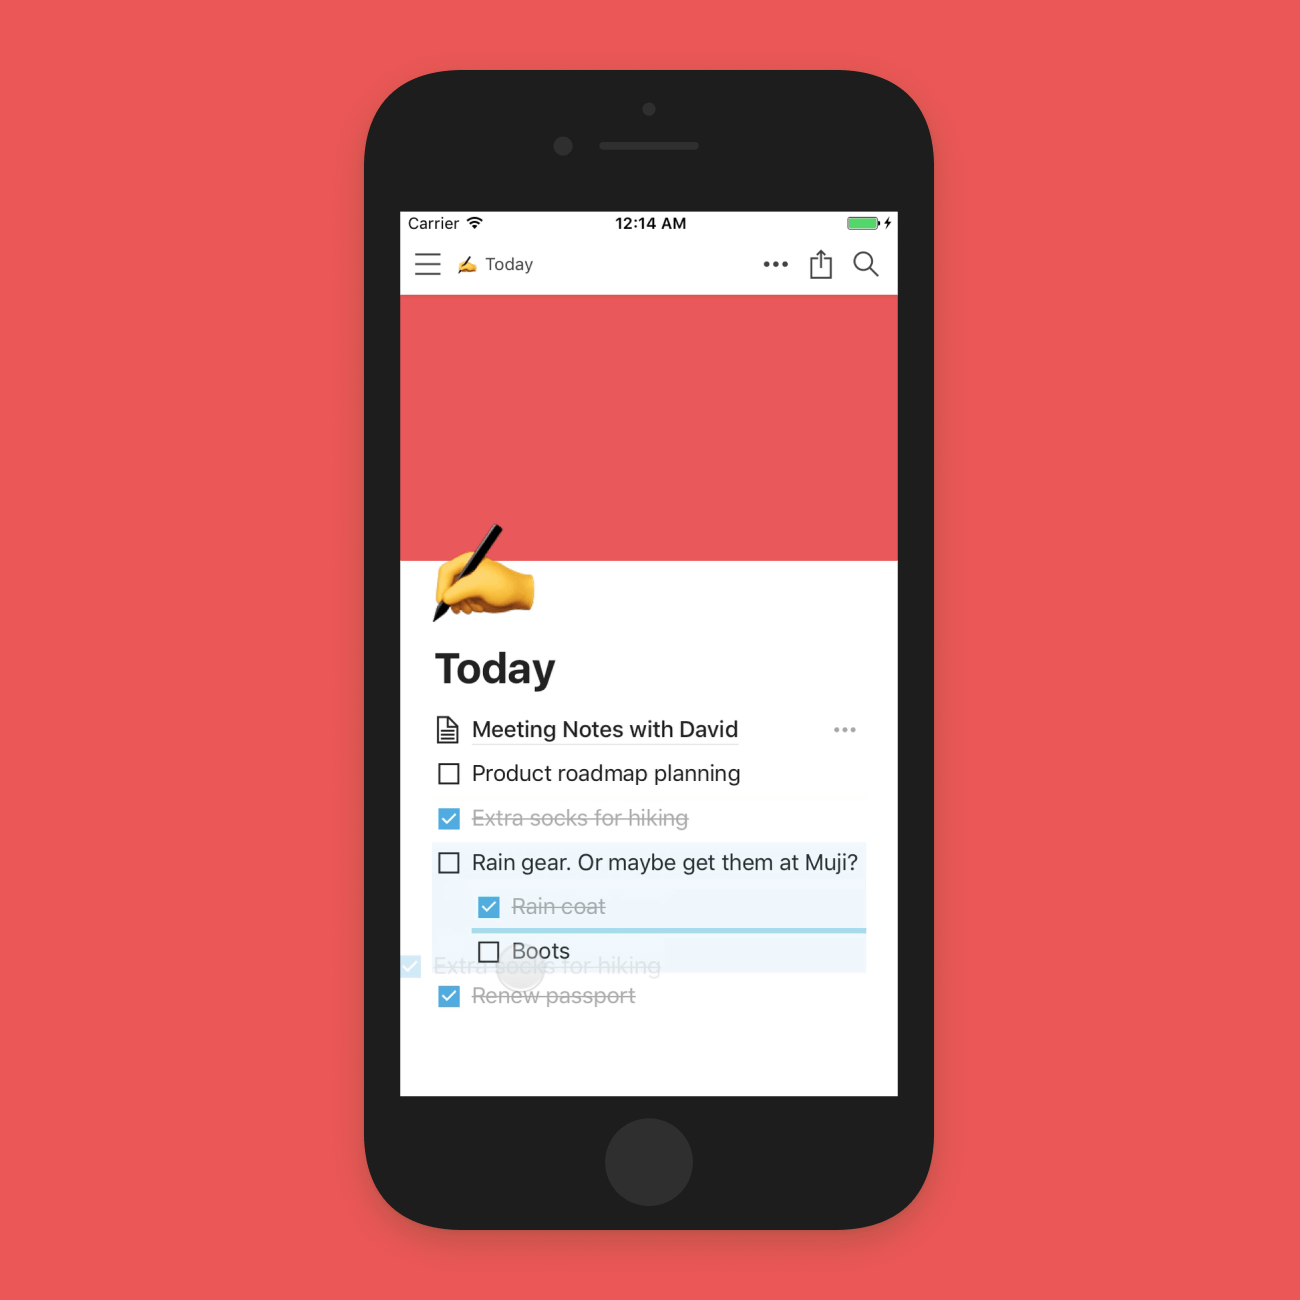 Carrier 12:14 AM
Today
Today
Meeting Notes with David
Product roadmap planning
Extra socks for hiking
Rain gear. Or maybe get them at Muji?
Rain coat
Boots
Extra socks for hiking
Renew passport